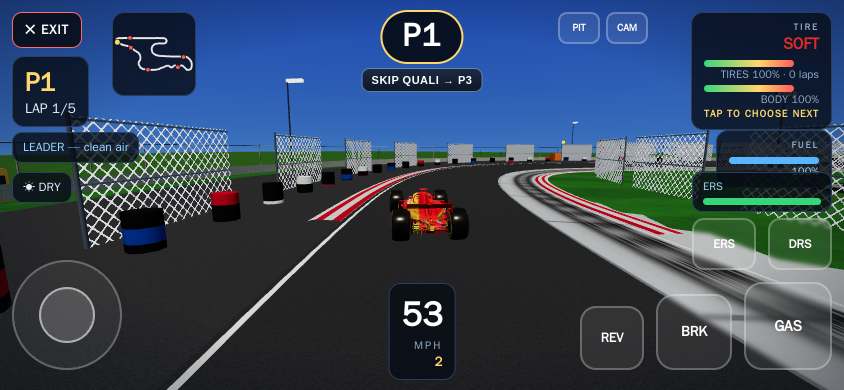 ✕ EXIT
P1
LAP 1/5
LEADER — clean air
☀ DRY
P1
SKIP QUALI → P3
PIT
CAM
TIRE
SOFT
TIRES 100% · 0 laps
BODY 100%
TAP TO CHOOSE NEXT
FUEL
100%
ERS
ERS
DRS
53
MPH
2
REV
BRK
GAS